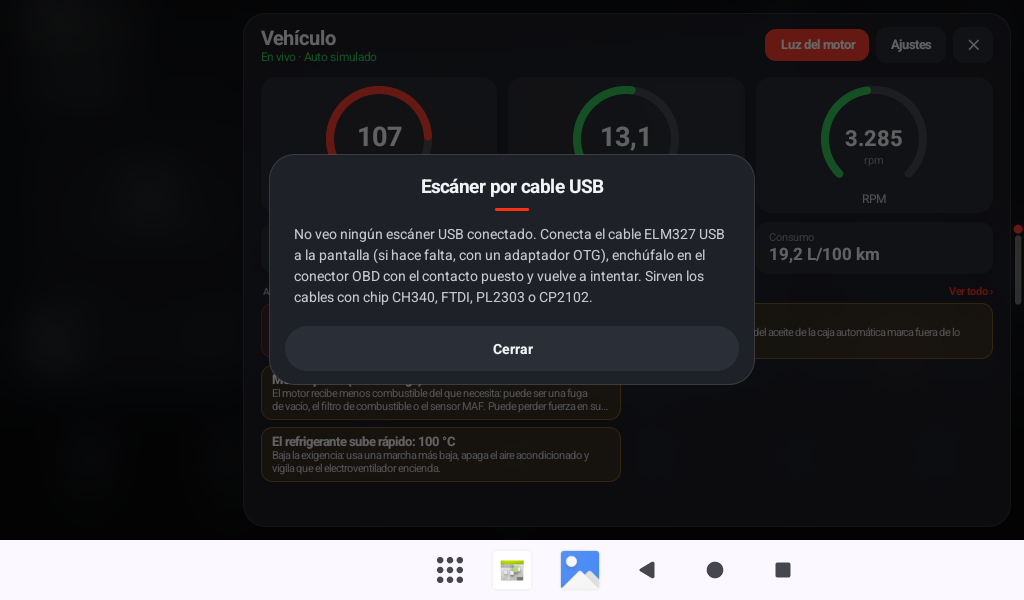 Vehículo
En vivo · Auto simulado
Luz del motor
Ajustes
107
13,1
3.285
rpm
RPM
Escáner por cable USB
No veo ningún escáner USB conectado. Conecta el cable ELM327 USB
a la pantalla (si hace falta, con un adaptador OTG), enchúfalo en el
conector OBD con el contacto puesto y vuelve a intentar. Sirven los
cables con chip CH340, FTDI, PL2303 o CP2102.
Cerrar
Consumo
19,2 L/100 km
Ver todo ›
del aceite de la caja automática marca fuera de lo
El motor recibe menos combustible del que necesita: puede ser una fuga
de vacío, el filtro de combustible o el sensor MAF. Puede perder fuerza en su...
El refrigerante sube rápido: 100 °C
Baja la exigencia: usa una marcha más baja, apaga el aire acondicionado y
vigila que el electroventilador encienda.